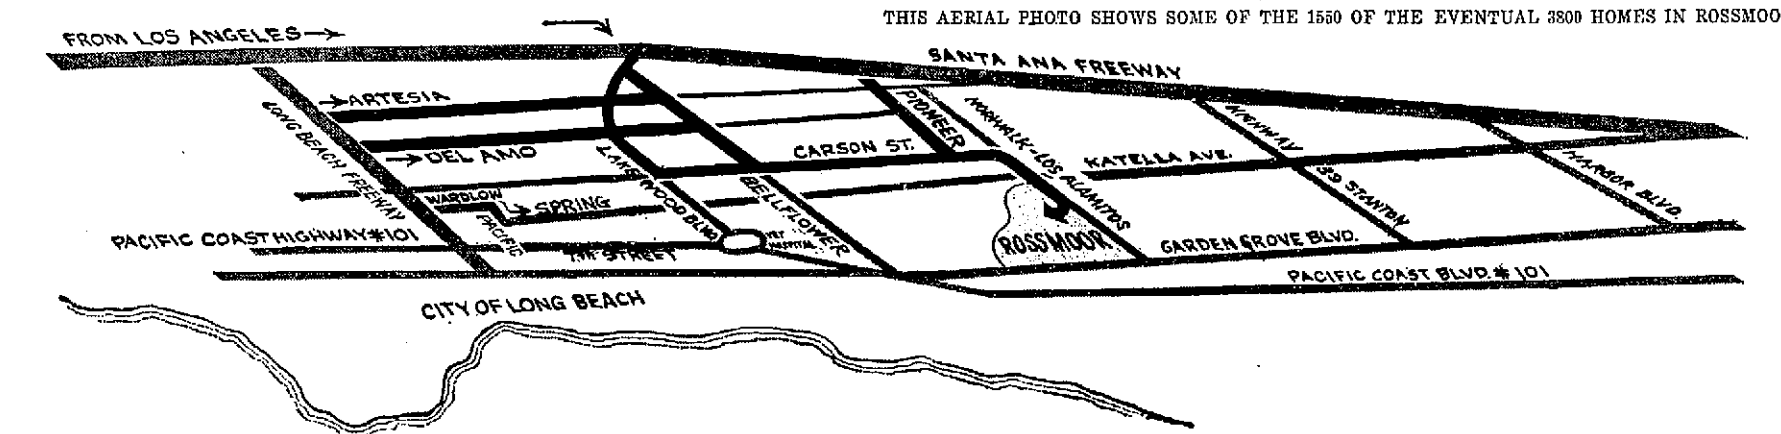 THIS AERIAL PHOTO SHOWS SOME OF THE 1550 OF THE EVENTUAL 3800 HOMES IN ROSSMOO
FROM LOS ANGELES
SANTA ANA FREEWAY
ARTESIA
LONG BEACH FREEWAY
PIONEER
NORWALK-LOS ALAMITOS
HIGHWAY
39 STANTON
HARBOR BLVD.
DEL AMO
LAKEWOOD BLVD
CARSON ST.
KATELLA AVE.
BELLFLOWER
WARDLOW
SPRING
PACIFIC
PACIFIC COAST HIGHWAY #101
7TH STREET
VET
HOSPITAL
ROSSMOOR
GARDEN GROVE BLVD.
PACIFIC COAST BLVD. #101
CITY OF LONG BEACH